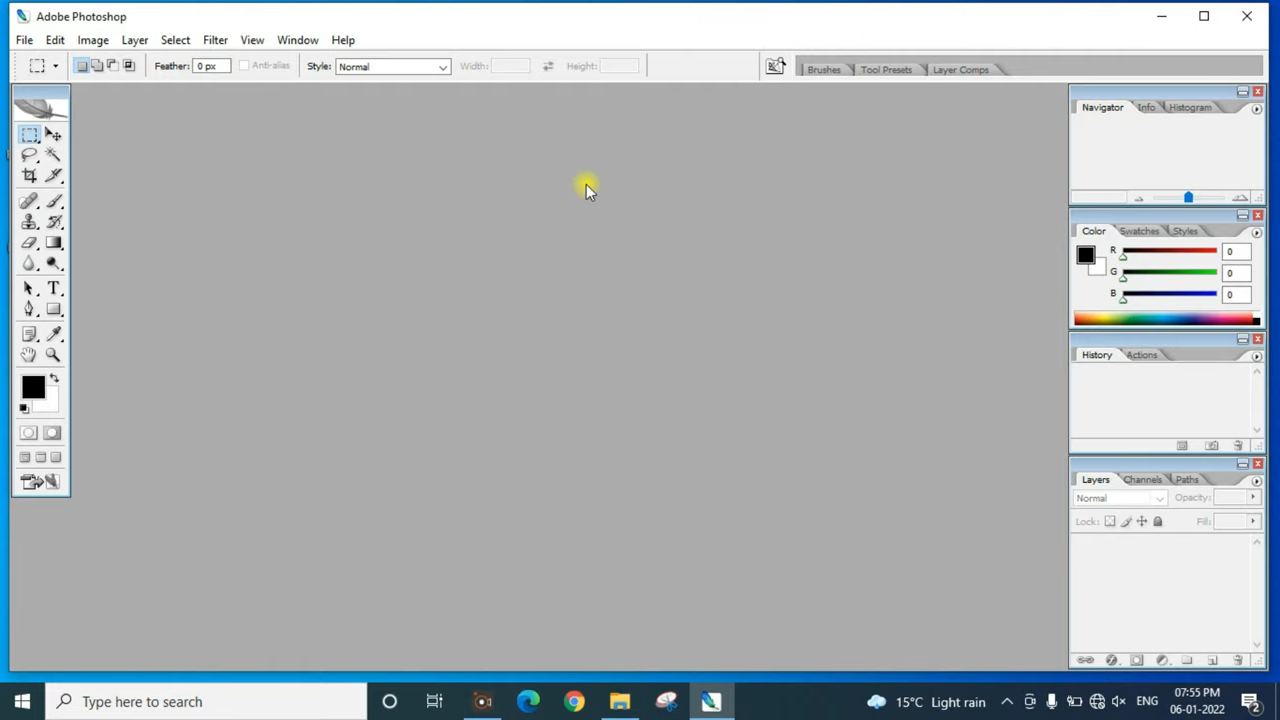 Adobe Photoshop
File Edit Image Layer Select Filter View Window Help
Feather: 0 px Anti-alias Style: Normal Width: Height: Brushes Tool Presets Layer Comps
Navigator Info Histogram
Color Swatches Styles
R 0
G 0
B 0
T
History Actions
Layers Channels Paths
Normal Opacity:
Lock: Fill:
Type here to search
15°C Light rain
ENG
07:55 PM
06-01-2022
2